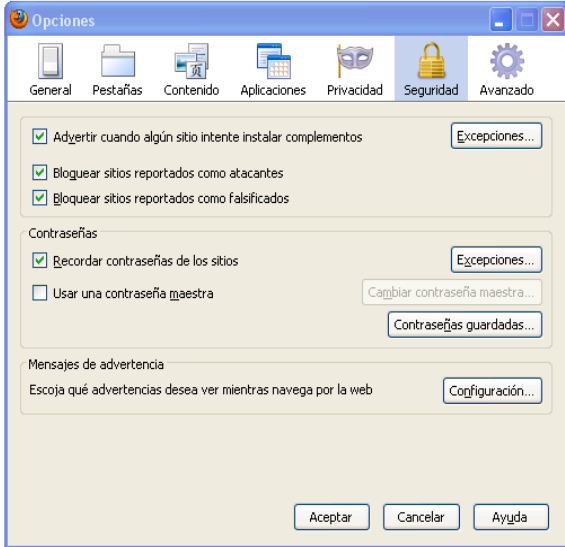 Opciones
General Pestañas Contenido Aplicaciones Privacidad Seguridad Avanzado
Advertir cuando algún sitio intente instalar complementos Excepciones...
Bloquear sitios reportados como atacantes
Bloquear sitios reportados como falsificados
Contraseñas
Recordar contraseñas de los sitios Excepciones...
Usar una contraseña maestra Cambiar contraseña maestra...
Contraseñas guardadas...
Mensajes de advertencia
Escoja qué advertencias desea ver mientras navega por la web Configuración...
Aceptar Cancelar Ayuda